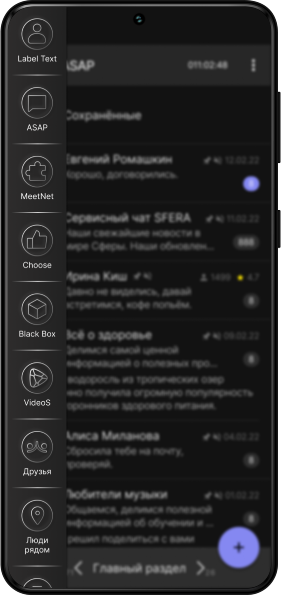 Label Text
ASAP
MeetNet
Choose
Black Box
VideoS
Друзья
Люди
рядом
ASAP
011:02:48
Сохранённые
Евгений Ромашкин
12.02.22
Хорошо, договорились.
Сервисный чат SFERA
11.02.22
Наши свежайшие новости в
мире Сферы. Наши обновлен...
888
Ирина Киш
1499
4.7
Давно не виделись, давай
встретимся, кофе попьём.
8
Всё о здоровье
09.02.22
Делимся самой ценной
информацией о полезных про...
8
водоросль из тропических озер
получило огромную популярность
сторонников здорового питания.
Алиса Миланова
04.02.22
Сбросила тебе на почту,
проверяй.
8
Любители музыки
01.02.22
Общаемся, делимся полезной
информацией об обучении и ...
8
решил поделиться с вами
Главный раздел